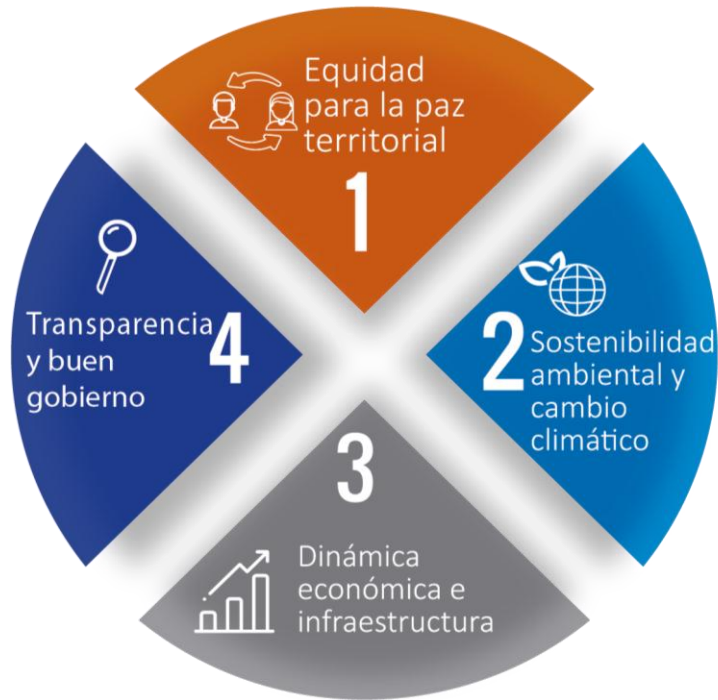 Equidad
para la paz
territorial
1
2
Sostenibilidad
ambiental y
cambio
climático
3
Dinámica
económica e
infraestructura
Transparencia
y buen
gobierno
4